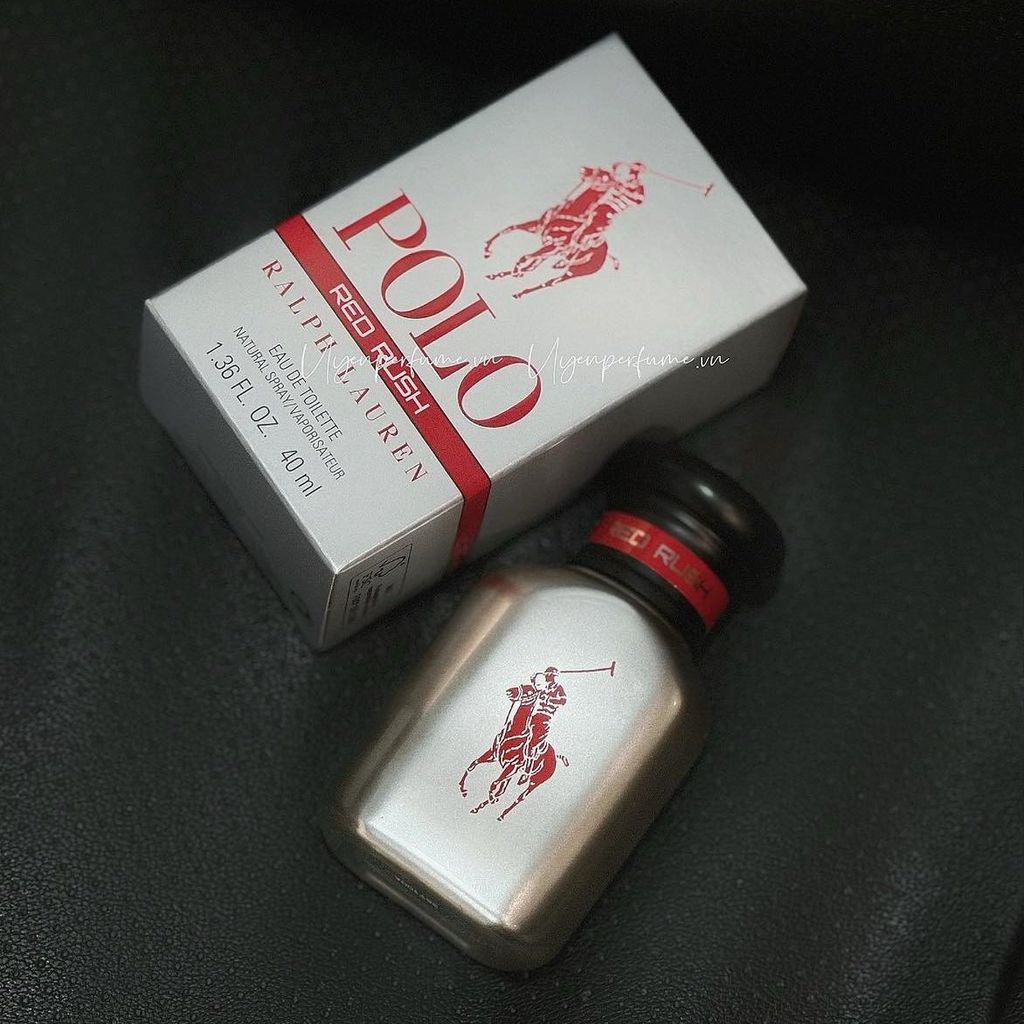 POLO
RED RUSH
RALPH LAUREN
EAU DE TOILETTE
NATURAL SPRAY/VAPORISATEUR
1.36 FL. OZ. 40 ml
Uyenperfume.vn Uyenperfume.vn
RED RUSH